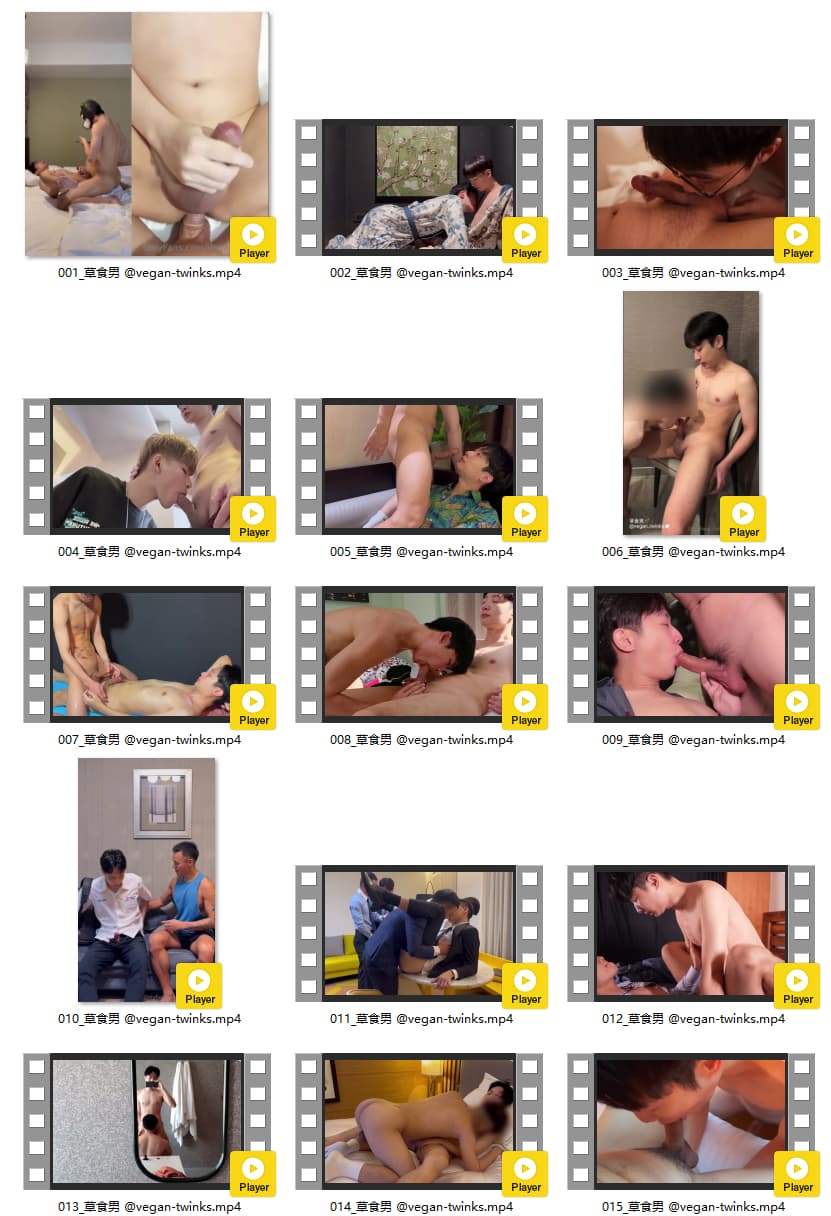 Player
Player
Player
001_草食男 @vegan-twinks.mp4
002_草食男 @vegan-twinks.mp4
003_草食男 @vegan-twinks.mp4
草食男
Player
Player
Player
004_草食男 @vegan-twinks.mp4
005_草食男 @vegan-twinks.mp4
006_草食男 @vegan-twinks.mp4
Player
Player
Player
007_草食男 @vegan-twinks.mp4
008_草食男 @vegan-twinks.mp4
009_草食男 @vegan-twinks.mp4
Player
Player
Player
010_草食男 @vegan-twinks.mp4
011_草食男 @vegan-twinks.mp4
012_草食男 @vegan-twinks.mp4
Player
Player
Player
013_草食男 @vegan-twinks.mp4
014_草食男 @vegan-twinks.mp4
015_草食男 @vegan-twinks.mp4